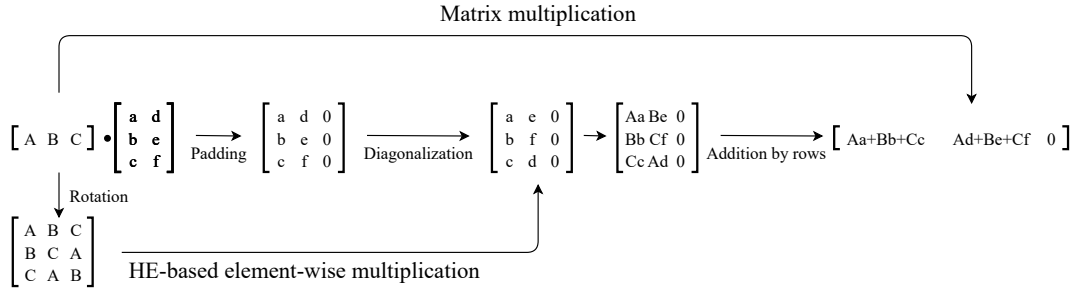 Matrix multiplication
[ A B C ] • [ a d
b e
c f ]
Padding
[ a d 0
b e 0
c f 0 ]
Diagonalization
[ a e 0
b f 0
c d 0 ]
[ Aa Be 0
Bb Cf 0
Cc Ad 0 ]
Addition by rows
[ Aa+Bb+Cc Ad+Be+Cf 0 ]
Rotation
[ A B C
B C A
C A B ]
HE-based element-wise multiplication